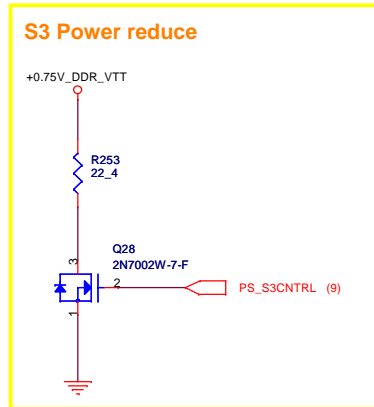 S3 Power reduce
+0.75V_DDR_VTT
R253
22_4
Q28
2N7002W-7-F
3
2
1
PS_S3CNTRL (9)